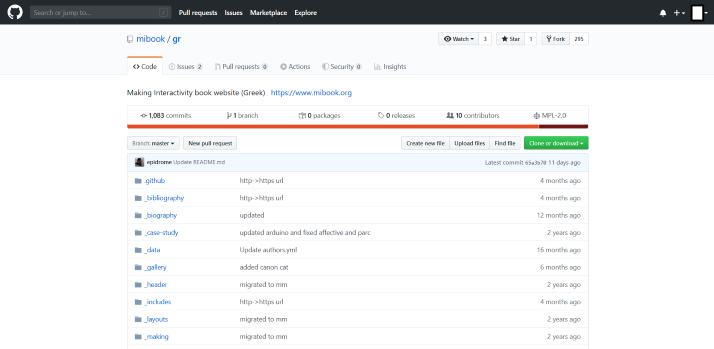 Search or jump to... / Pull requests Issues Marketplace Explore
mibook / gr Watch 3 Star 1 Fork 295
Code Issues 2 Pull requests 0 Actions Security 0 Insights
Making Interactivity book website (Greek) https://www.mibook.org
1,083 commits 1 branch 0 packages 0 releases 10 contributors MPL-2.0
Branch: master New pull request Create new file Upload files Find file Clone or download
epidrome Update README.md Latest commit 65a3b70 11 days ago
.github http->https url 4 months ago
_bibliography http->https url 4 months ago
_biography updated 12 months ago
_case-study updated arduino and fixed affective and parc 2 years ago
_data Update authors.yml 16 months ago
_gallery added canon cat 6 months ago
_header migrated to mm 2 years ago
_includes http->https url 4 months ago
_layouts migrated to mm 2 years ago
_making migrated to mm 2 years ago